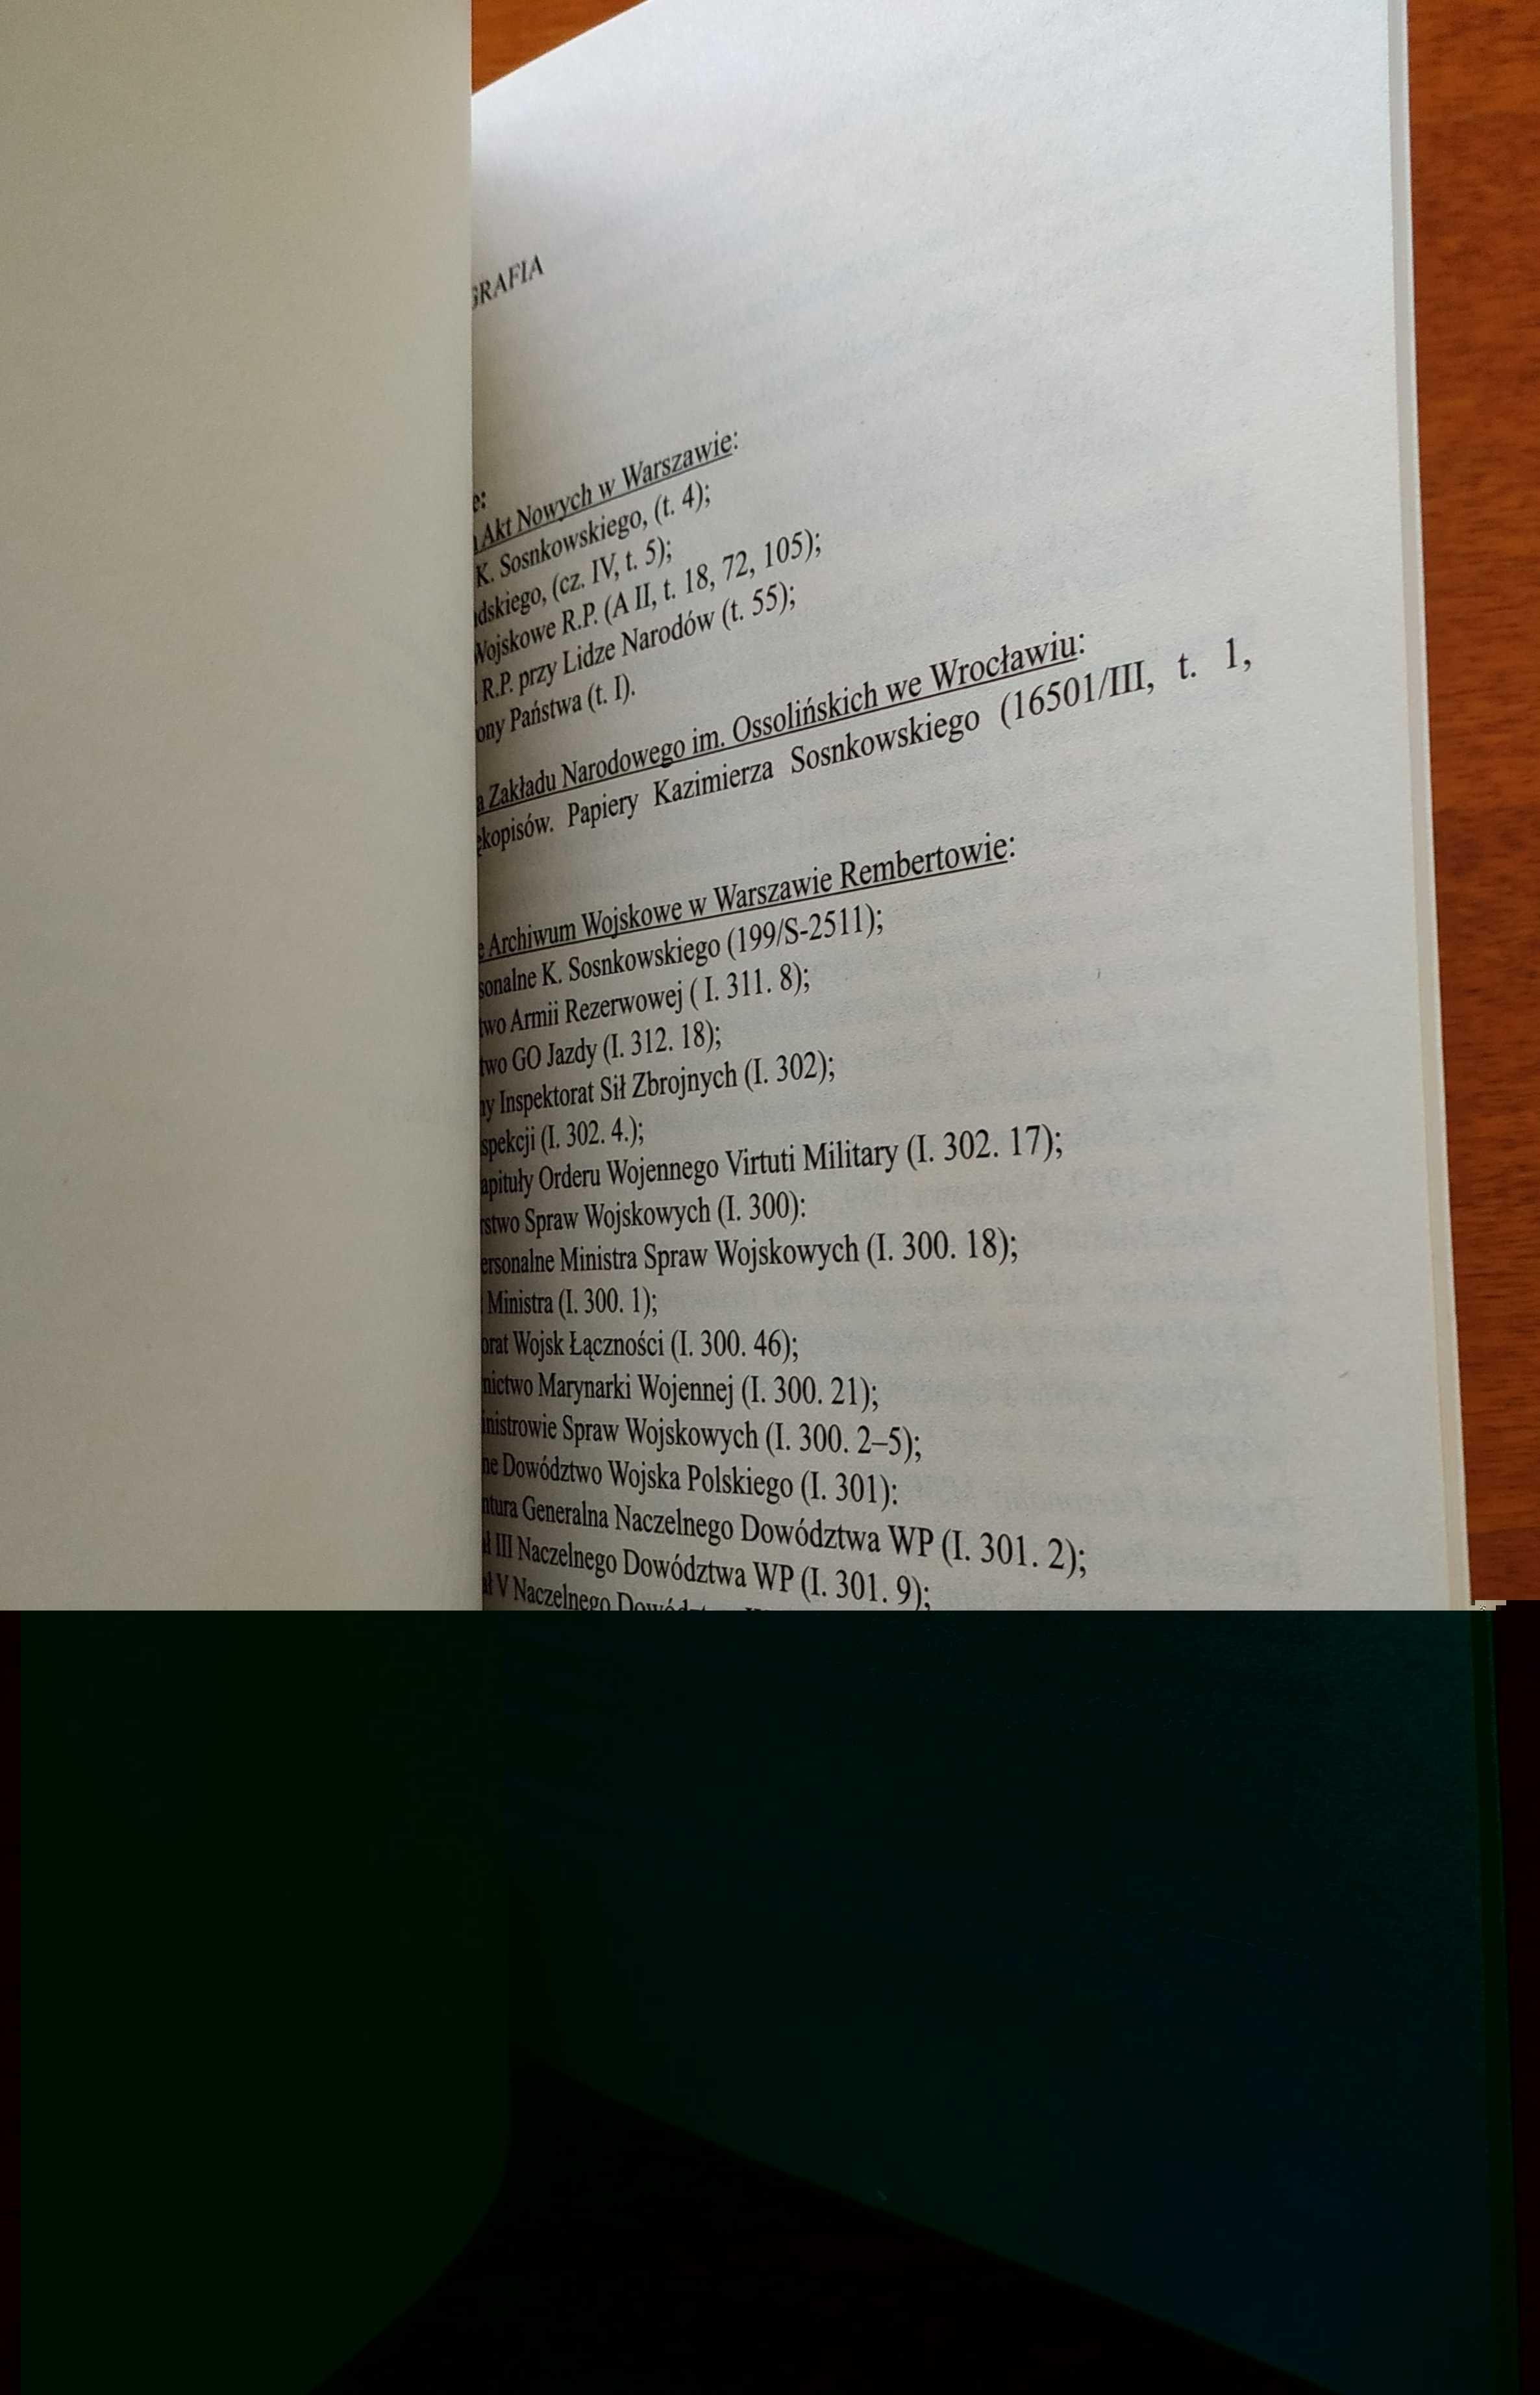 GRAFIA
Akt Nowych w Warszawie:
K. Sosnkowskiego, (t. 4);
dskiego, (cz. IV, t. 5);
Wojskowe R.P. (A II, t. 18, 72, 105);
R.P. przy Lidze Narodów (t. 55);
ony Państwa (t. I).
a Zakładu Narodowego im. Ossolińskich we Wrocławiu:
ękopisów. Papiery Kazimierza Sosnkowskiego (16501/III, t. 1,
e Archiwum Wojskowe w Warszawie Rembertowie:
sonalne K. Sosnkowskiego (199/S-2511);
two Armii Rezerwowej ( I. 311. 8);
two GO Jazdy (I. 312. 18);
ny Inspektorat Sił Zbrojnych (I. 302);
spekcji (I. 302. 4.);
apituły Orderu Wojennego Virtuti Military (I. 302. 17);
rstwo Spraw Wojskowych (I. 300):
ersonalne Ministra Spraw Wojskowych (I. 300. 18);
Ministra (I. 300. 1);
orat Wojsk Łączności (I. 300. 46);
nictwo Marynarki Wojennej (I. 300. 21);
inistrowie Spraw Wojskowych (I. 300. 2–5);
ne Dowództwo Wojska Polskiego (I. 301):
ntura Generalna Naczelnego Dowództwa WP (I. 301. 2);
ł III Naczelnego Dowództwa WP (I. 301. 9);
ał V Naczelnego